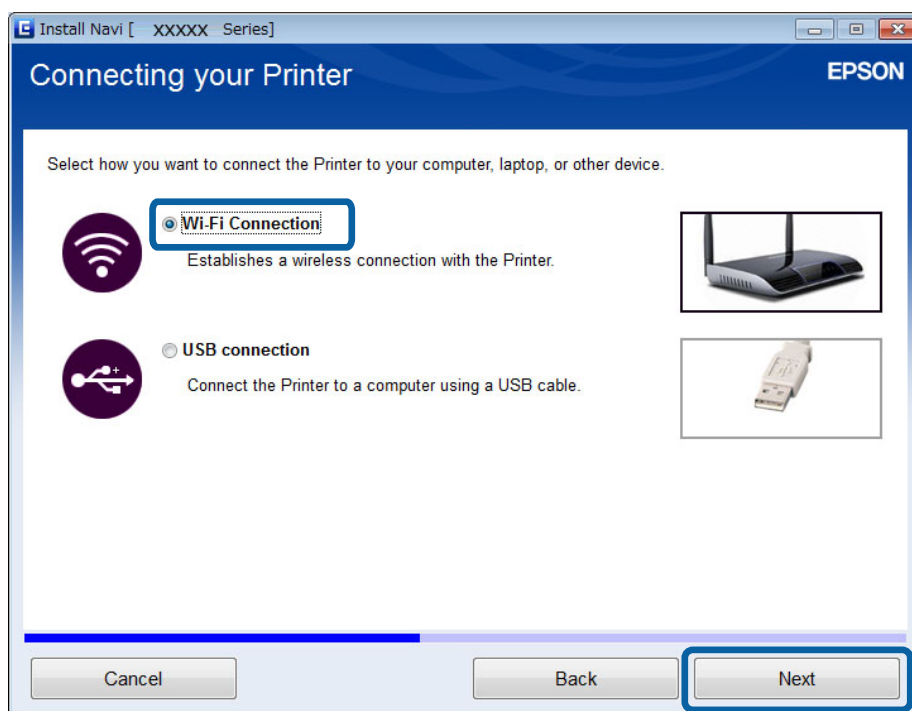 Install Navi [ XXXXX Series]
Connecting your Printer
EPSON
Select how you want to connect the Printer to your computer, laptop, or other device.
Wi-Fi Connection
Establishes a wireless connection with the Printer.
USB connection
Connect the Printer to a computer using a USB cable.
Cancel
Back
Next